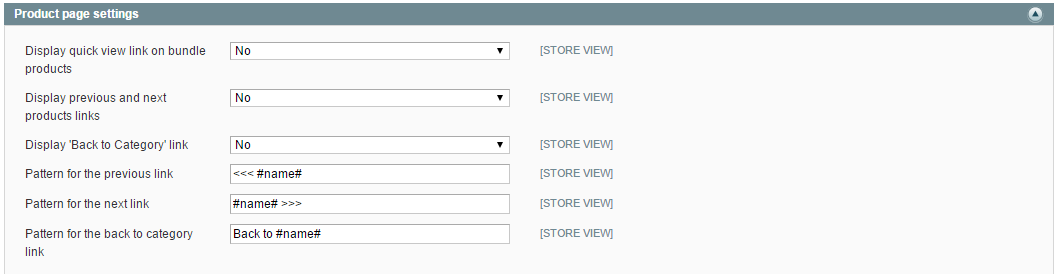 Product page settings
Display quick view link on bundle No [STORE VIEW]
products
Display previous and next No [STORE VIEW]
products links
Display 'Back to Category' link No [STORE VIEW]
Pattern for the previous link <<< #name# [STORE VIEW]
Pattern for the next link #name# >>> [STORE VIEW]
Pattern for the back to category Back to #name# [STORE VIEW]
link